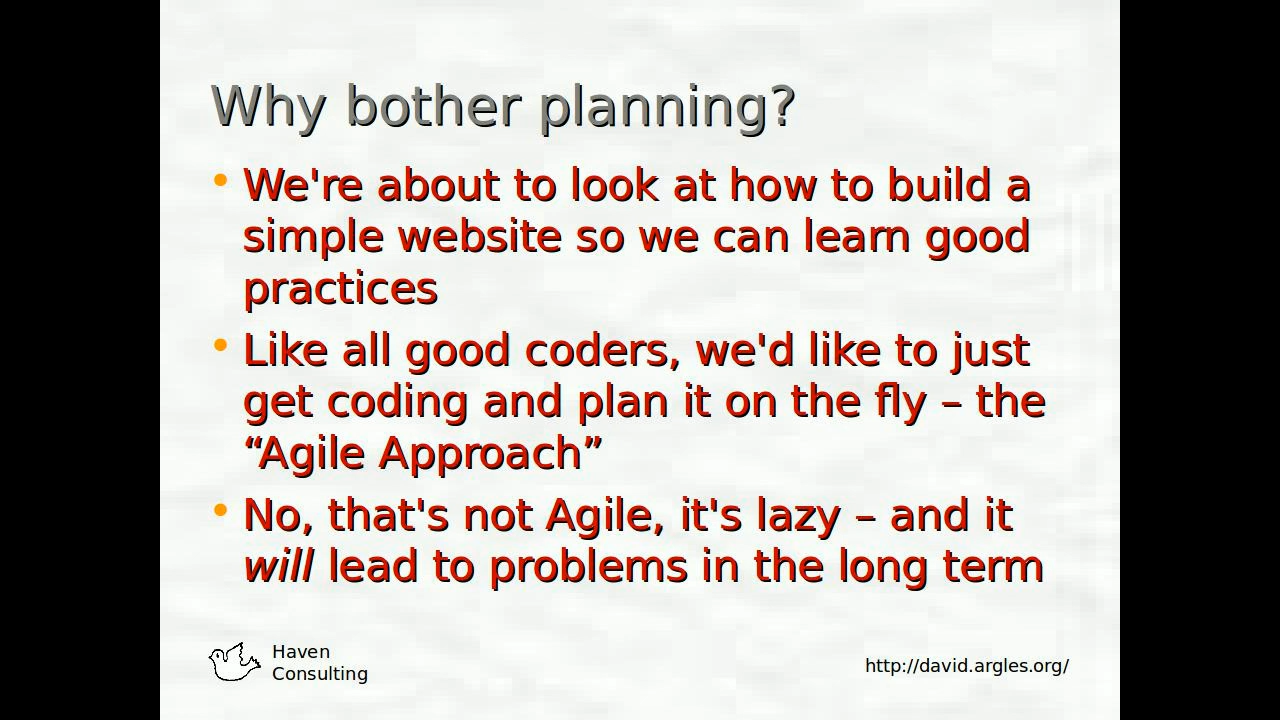 Why bother planning?
• We're about to look at how to build a
simple website so we can learn good
practices
• Like all good coders, we'd like to just
get coding and plan it on the fly – the
“Agile Approach”
• No, that's not Agile, it's lazy – and it
will lead to problems in the long term
Haven
Consulting
http://david.argles.org/